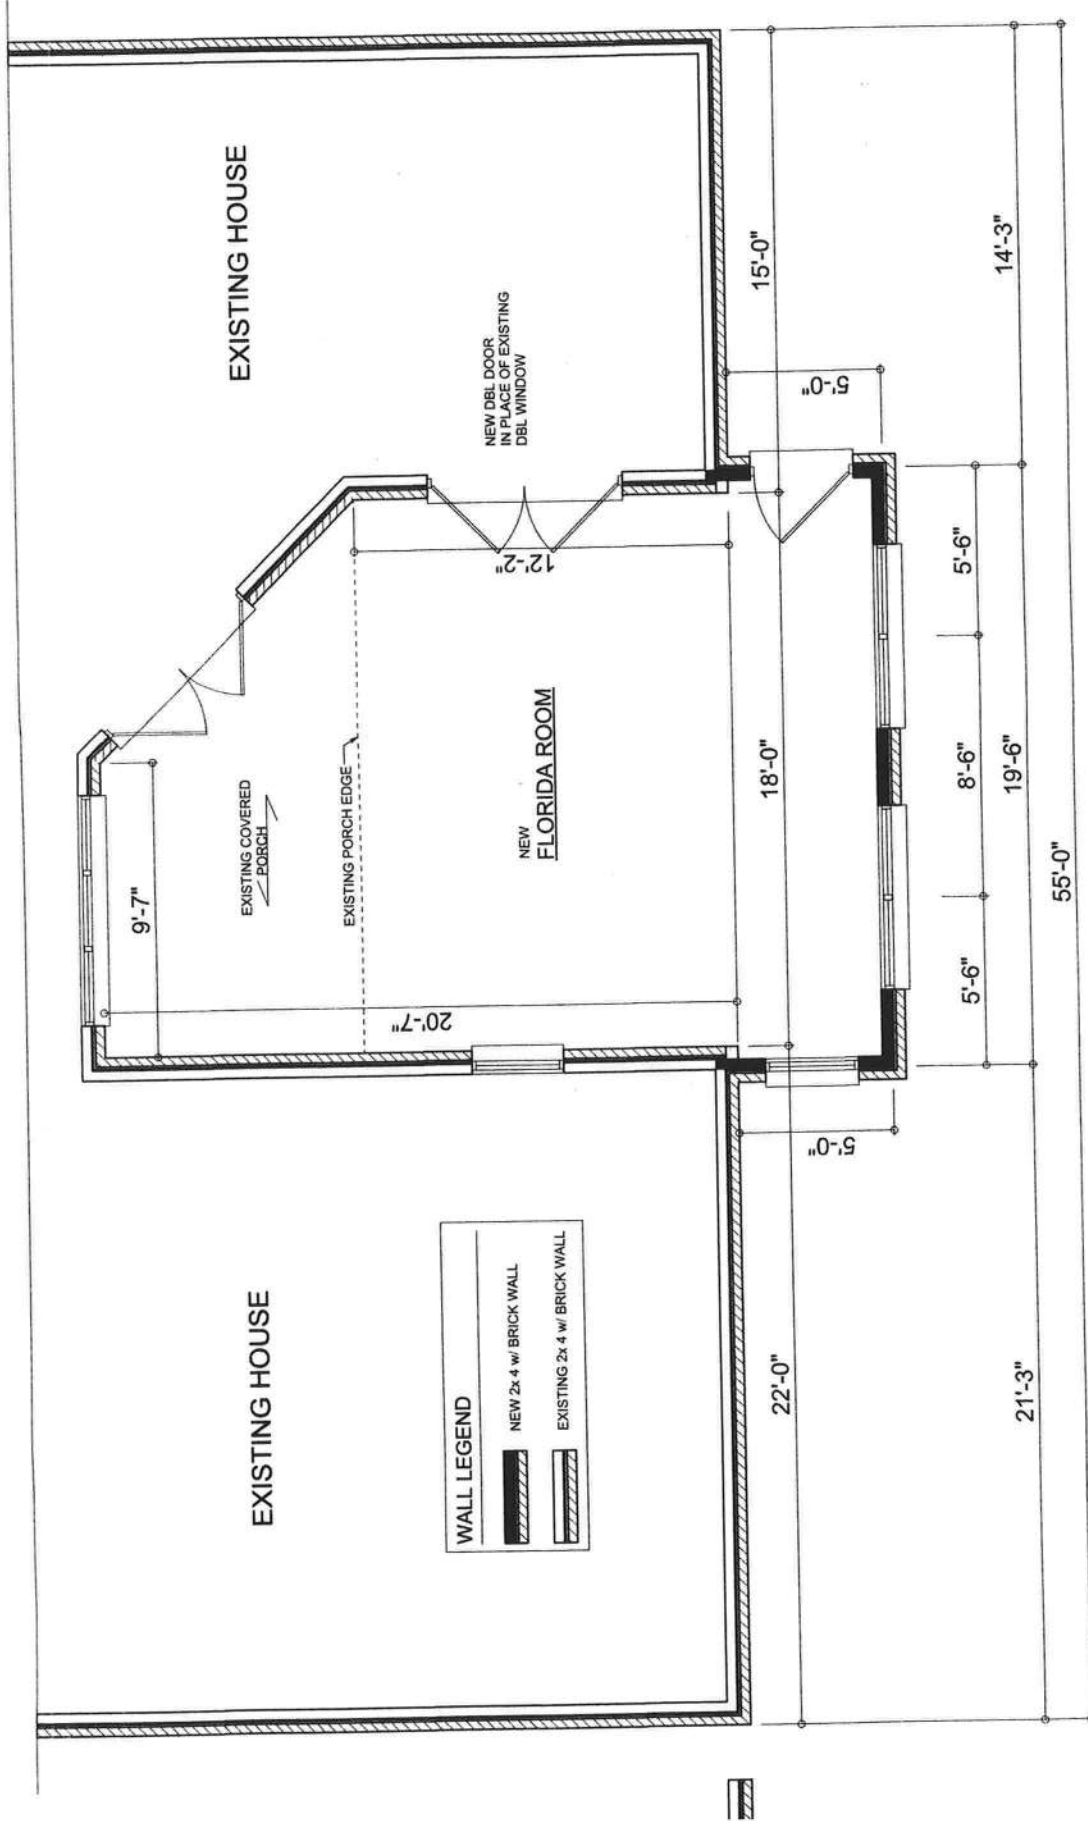 EXISTING HOUSE
EXISTING HOUSE
WALL LEGEND
NEW 2x 4 w/ BRICK WALL
EXISTING 2x 4 w/ BRICK WALL
9'-7"
EXISTING COVERED
PORCH
EXISTING PORCH EDGE
20'-7"
12'-2"
NEW
FLORIDA ROOM
NEW DBL DOOR
IN PLACE OF EXISTING
DBL WINDOW
22'-0"
18'-0"
15'-0"
5'-0"
5'-0"
5'-6"
8'-6"
5'-6"
21'-3"
19'-6"
14'-3"
55'-0"